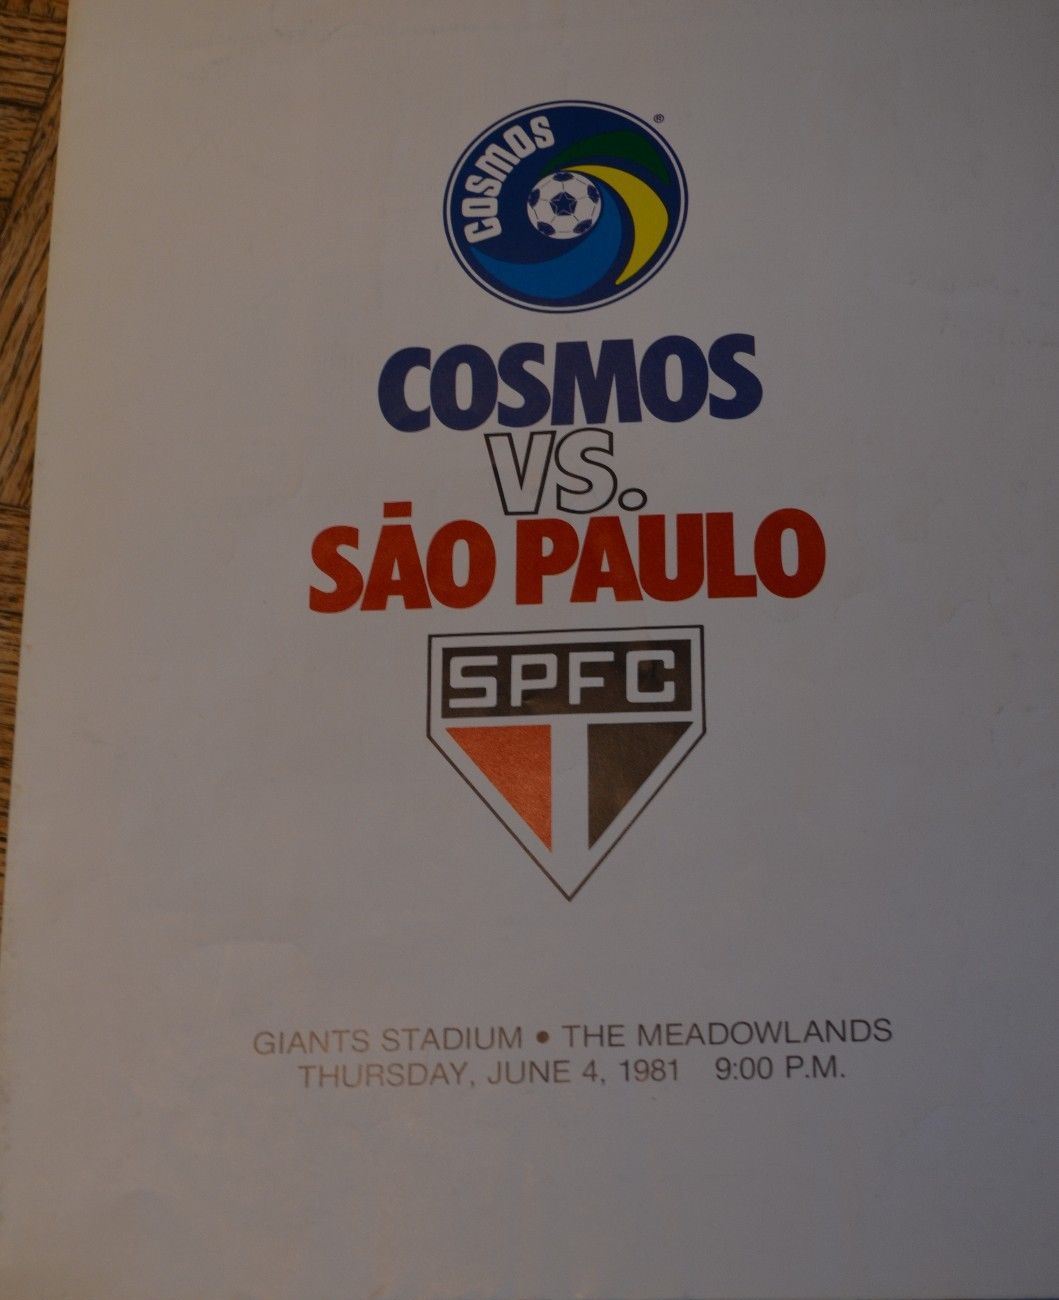 COSMOS
®
COSMOS
VS.
SÃO PAULO
SPFC
GIANTS STADIUM • THE MEADOWLANDS
THURSDAY, JUNE 4, 1981 9:00 P.M.